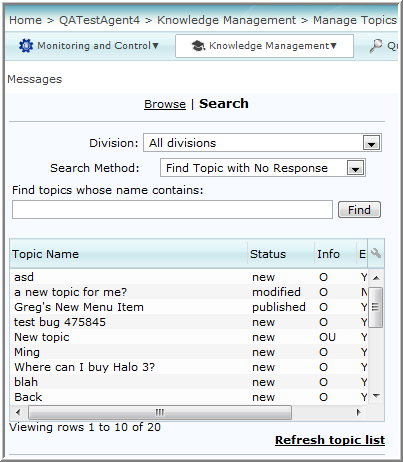 Home > QATestAgent4 > Knowledge Management > Manage Topics
Monitoring and Control▼ Knowledge Management▼
Messages
Browse | Search
Division: All divisions
Search Method: Find Topic with No Response
Find topics whose name contains:
Find
Topic Name Status Info E
asd new O Y
a new topic for me? modified O N
Greg's New Menu Item published O Y
test bug 475845 new O Y
New topic new OU Y
Ming new O Y
Where can I buy Halo 3? new O Y
blah new O Y
Back new O Y
Viewing rows 1 to 10 of 20
Refresh topic list